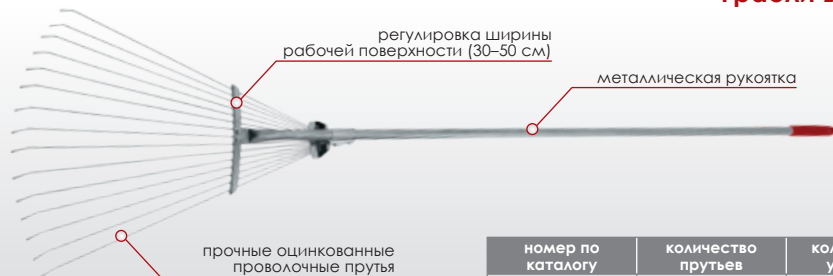 регулировка ширины
рабочей поверхности (30–50 см)
металлическая рукоятка
прочные оцинкованные
проволочные прутья
номер по
каталогу
количество
прутьев